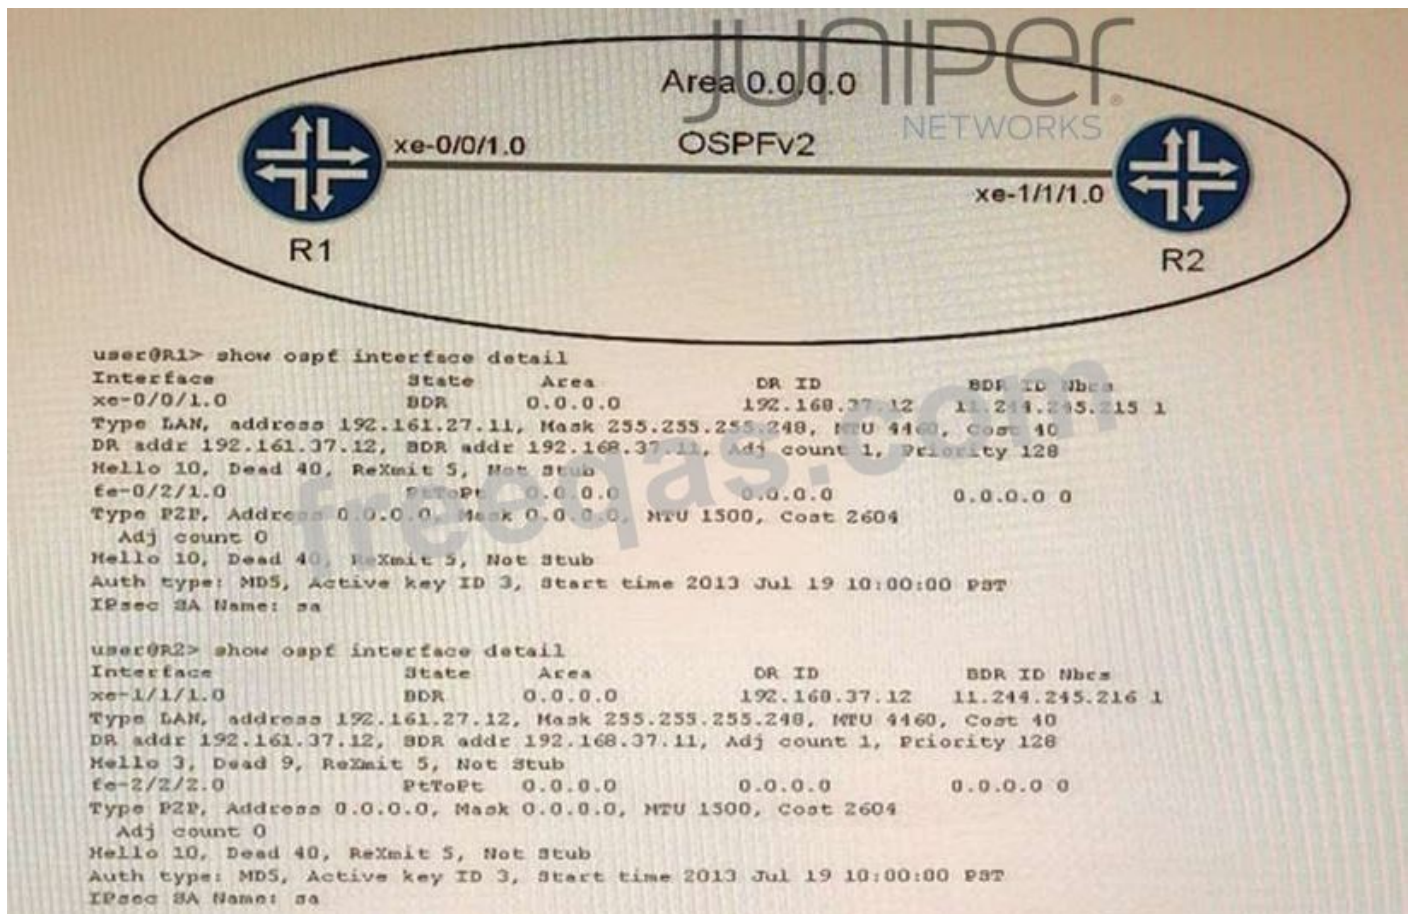 JUNIPER
NETWORKS
Area 0.0.0.0
OSPFv2
xe-0/0/1.0
xe-1/1/1.0
R1
R2
freeqas.com
user@R1> show ospf interface detail
Interface State Area DR ID BDR ID Nbrs
xe-0/0/1.0 BDR 0.0.0.0 192.168.37.12 11.244.245.215 1
Type LAN, address 192.161.27.11, Mask 255.255.255.248, MTU 4460, Cost 40
DR addr 192.161.37.12, BDR addr 192.168.37.11, Adj count 1, Priority 128
Hello 10, Dead 40, ReXmit 5, Not Stub
fe-0/2/1.0 PtToPt 0.0.0.0 0.0.0.0 0.0.0.0 0
Type P2P, Address 0.0.0.0, Mask 0.0.0.0, MTU 1500, Cost 2604
Adj count 0
Hello 10, Dead 40, ReXmit 5, Not Stub
Auth type: MD5, Active key ID 3, Start time 2013 Jul 19 10:00:00 PST
IPsec SA Name: sa
user@R2> show ospf interface detail
Interface State Area DR ID BDR ID Nbrs
xe-1/1/1.0 BDR 0.0.0.0 192.168.37.12 11.244.245.216 1
Type LAN, address 192.161.27.12, Mask 255.255.255.248, MTU 4460, Cost 40
DR addr 192.161.37.12, BDR addr 192.168.37.11, Adj count 1, Priority 128
Hello 3, Dead 9, ReXmit 5, Not Stub
fe-2/2/2.0 PtToPt 0.0.0.0 0.0.0.0 0.0.0.0 0
Type P2P, Address 0.0.0.0, Mask 0.0.0.0, MTU 1500, Cost 2604
Adj count 0
Hello 10, Dead 40, ReXmit 5, Not Stub
Auth type: MD5, Active key ID 3, Start time 2013 Jul 19 10:00:00 PST
IPsec SA Name: sa